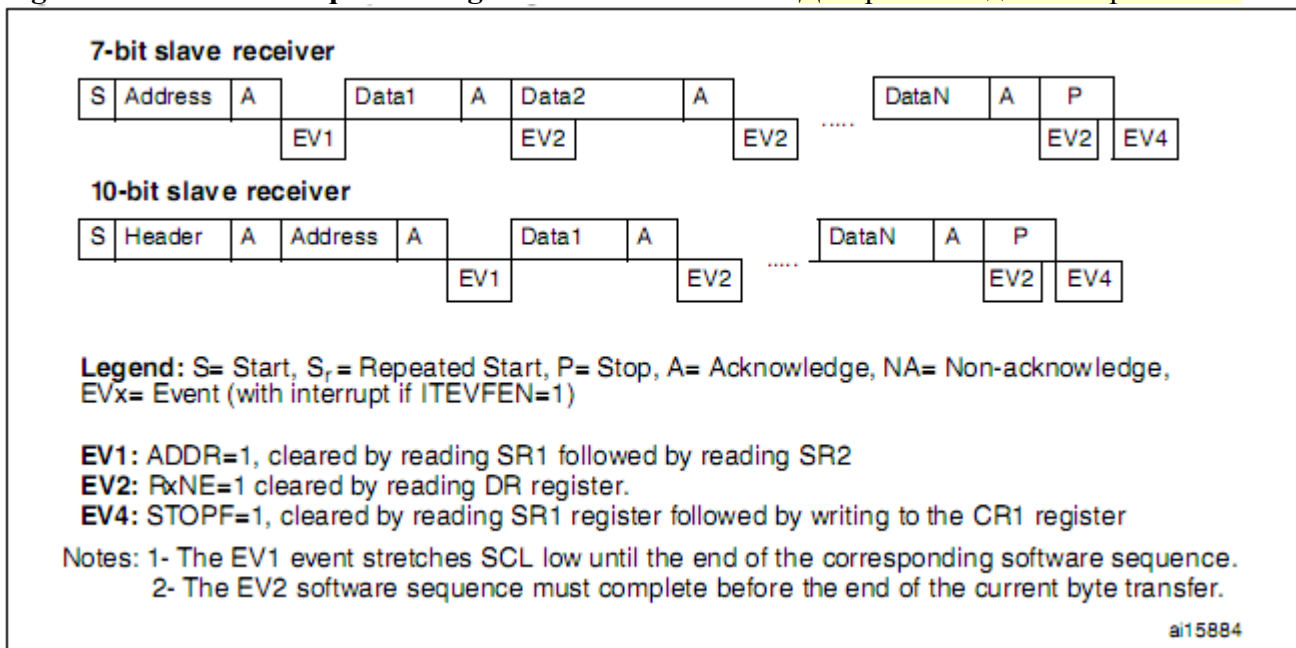 7-bit slave receiver
S Address A Data1 A Data2 A ..... DataN A P
EV1 EV2 EV2 EV2 EV4
10-bit slave receiver
S Header A Address A Data1 A ..... DataN A P
EV1 EV2 EV2 EV4
Legend: S= Start, Sr = Repeated Start, P= Stop, A= Acknowledge, NA= Non-acknowledge,
EVx= Event (with interrupt if ITEVFEN=1)
EV1: ADDR=1, cleared by reading SR1 followed by reading SR2
EV2: RxNE=1 cleared by reading DR register.
EV4: STOPF=1, cleared by reading SR1 register followed by writing to the CR1 register
Notes: 1- The EV1 event stretches SCL low until the end of the corresponding software sequence.
2- The EV2 software sequence must complete before the end of the current byte transfer.
ai15884